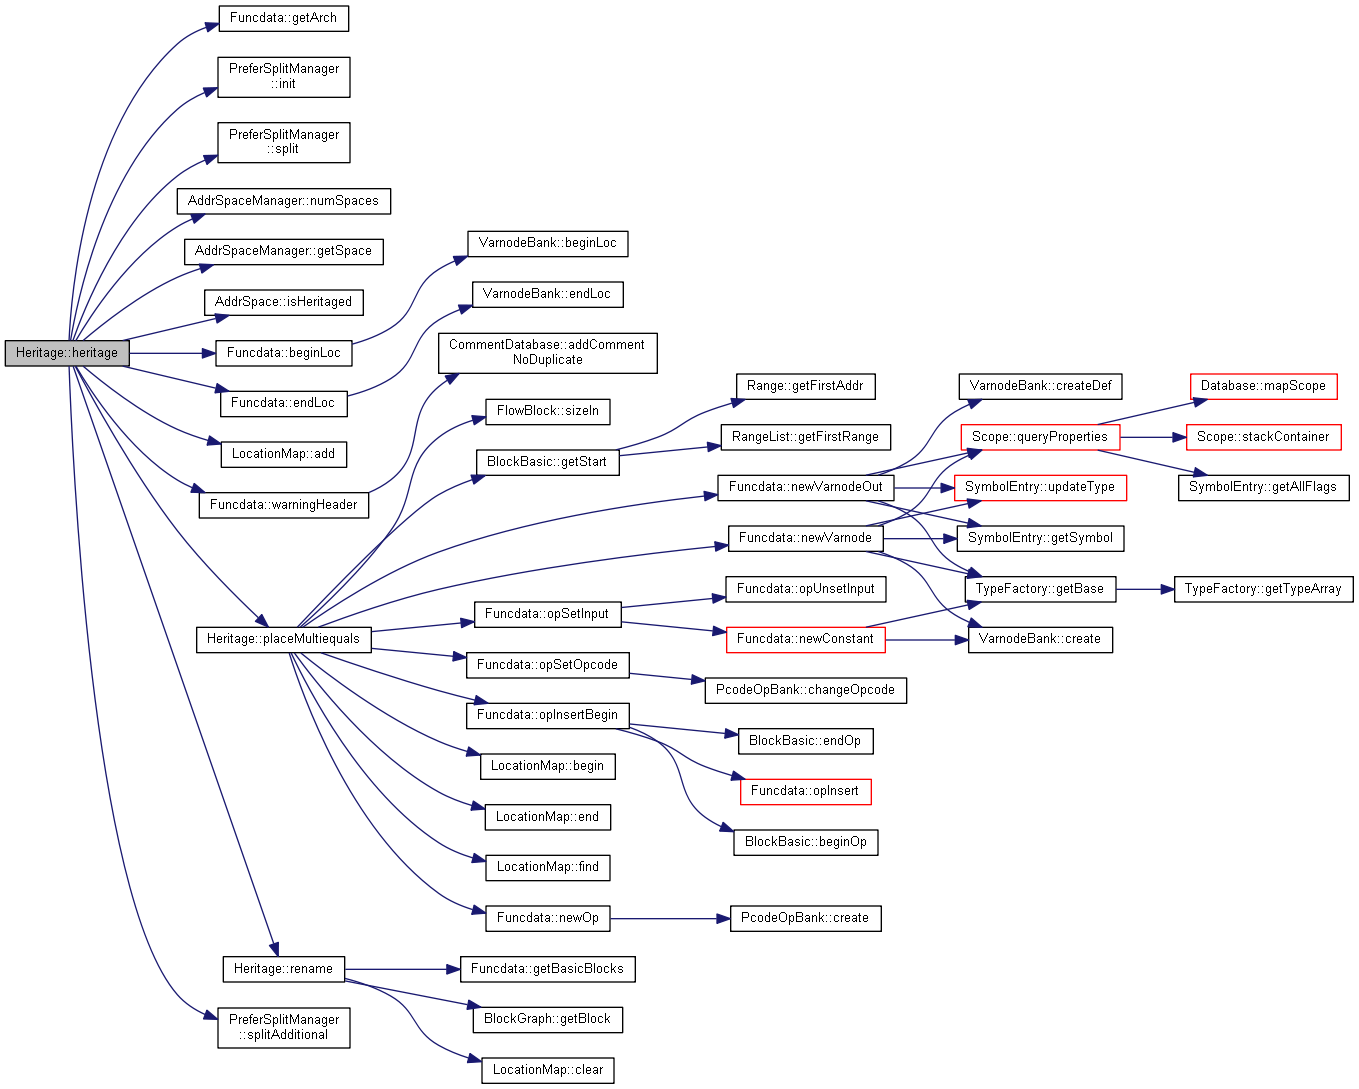 Funcdata::getArch
PreferSplitManager
::init
PreferSplitManager
::split
AddrSpaceManager::numSpaces
AddrSpaceManager::getSpace
AddrSpace::isHeritaged
Heritage::heritage
Funcdata::beginLoc
Funcdata::endLoc
LocationMap::add
Funcdata::warningHeader
Heritage::placeMultiequals
Heritage::rename
PreferSplitManager
::splitAdditional
VarnodeBank::beginLoc
VarnodeBank::endLoc
CommentDatabase::addComment
NoDuplicate
FlowBlock::sizeIn
BlockBasic::getStart
Funcdata::opSetInput
Funcdata::opSetOpcode
Funcdata::opInsertBegin
LocationMap::begin
LocationMap::end
LocationMap::find
Funcdata::newOp
Funcdata::getBasicBlocks
BlockGraph::getBlock
LocationMap::clear
Range::getFirstAddr
RangeList::getFirstRange
Funcdata::newVarnodeOut
Funcdata::newVarnode
Funcdata::opUnsetInput
Funcdata::newConstant
PcodeOpBank::changeOpcode
BlockBasic::endOp
Funcdata::opInsert
BlockBasic::beginOp
PcodeOpBank::create
VarnodeBank::createDef
Scope::queryProperties
SymbolEntry::updateType
SymbolEntry::getSymbol
TypeFactory::getBase
VarnodeBank::create
Database::mapScope
Scope::stackContainer
SymbolEntry::getAllFlags
TypeFactory::getTypeArray